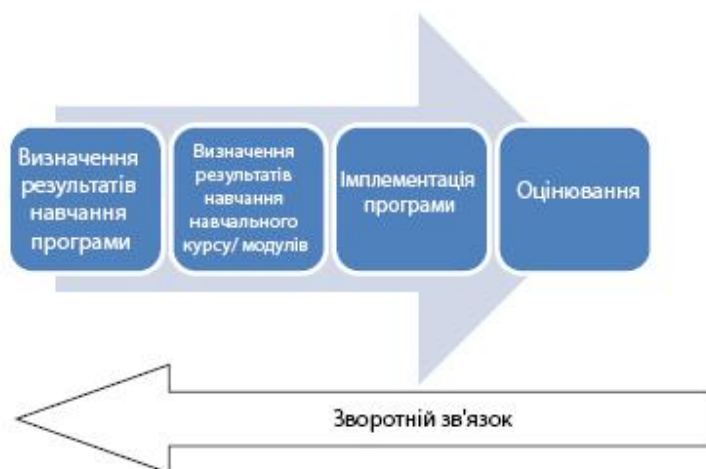 Визначення
результатів
навчання
програми
Визначення
результатів
навчання
навчального
курсу/ модулів
Імплементація
програми
Оцінювання
Зворотній зв'язок